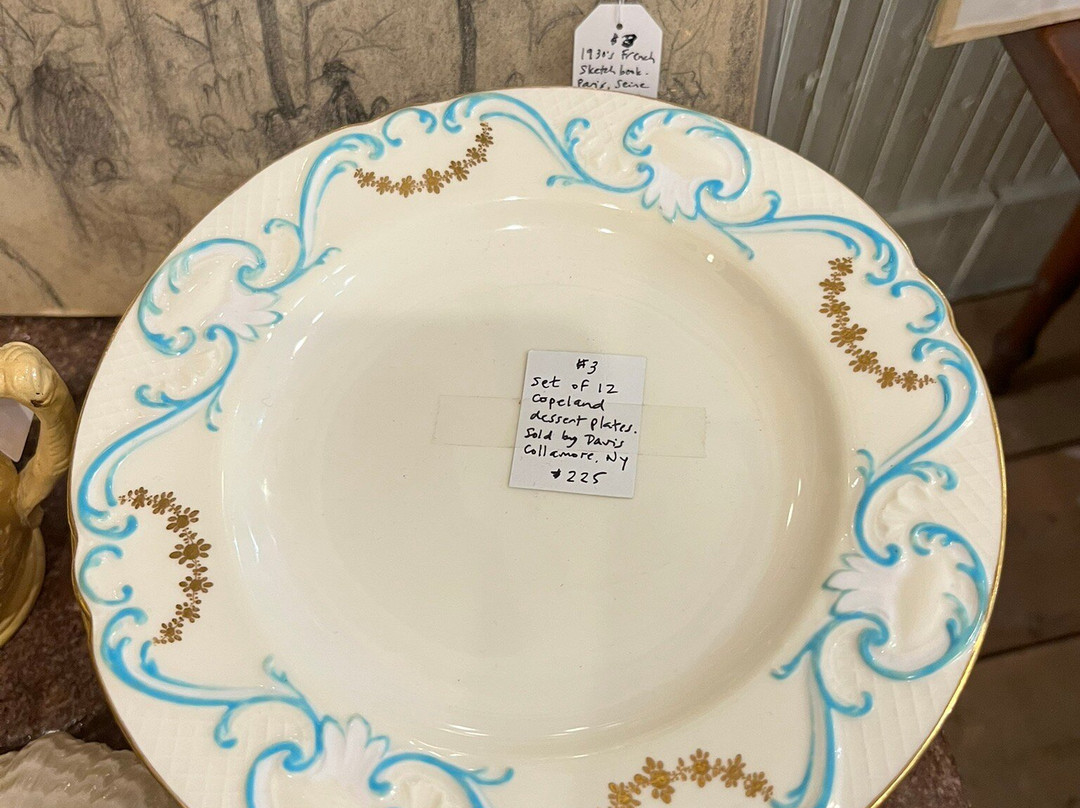 1930's French
Sketch book.
Paris, Seine
#3
set of 12
Copeland
dessert plates.
Sold by Davis
Collamore, NY
$225